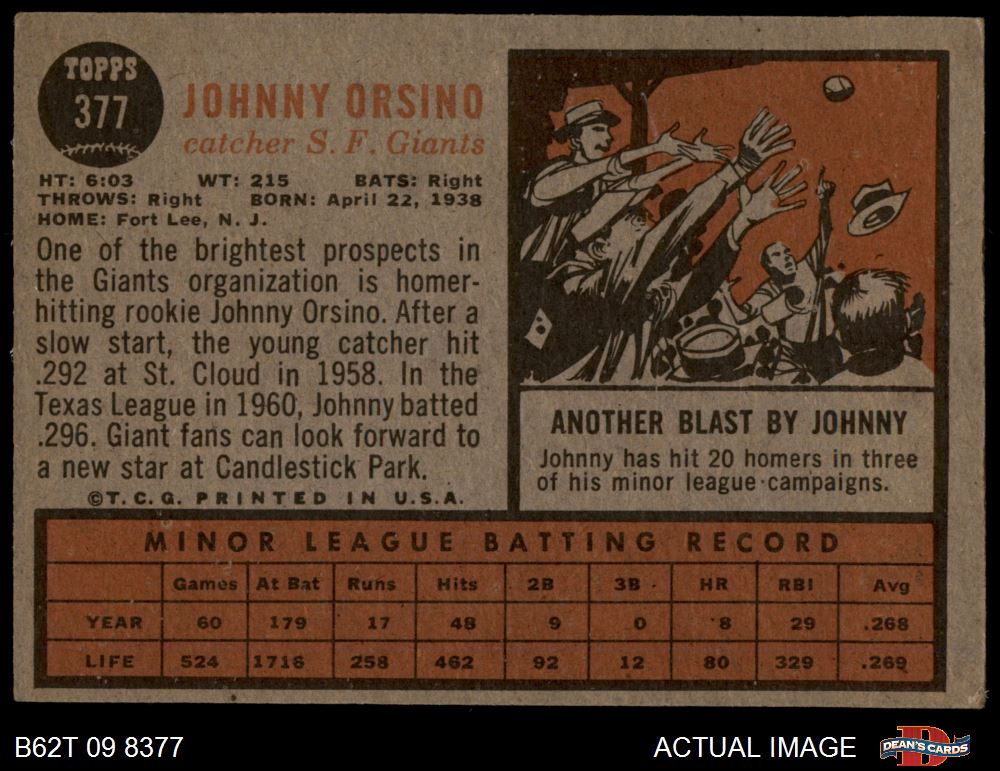 TOPPS
377
JOHNNY ORSINO
catcher S. F. Giants
HT: 6:03 WT: 215 BATS: Right
THROWS: Right BORN: April 22, 1938
HOME: Fort Lee, N. J.
One of the brightest prospects in
the Giants organization is homer-
hitting rookie Johnny Orsino. After a
slow start, the young catcher hit
.292 at St. Cloud in 1958. In the
Texas League in 1960, Johnny batted
.296. Giant fans can look forward to
a new star at Candlestick Park.
©T.C.G. PRINTED IN U.S.A.
ANOTHER BLAST BY JOHNNY
Johnny has hit 20 homers in three
of his minor league campaigns.
MINOR LEAGUE BATTING RECORD
Games At Bat Runs Hits 2B 3B HR RBI Avg
YEAR 60 179 17 48 9 0 8 29 .268
LIFE 524 1716 258 462 92 12 80 329 .269
B62T 09 8377
ACTUAL IMAGE
DEAN'S CARDS